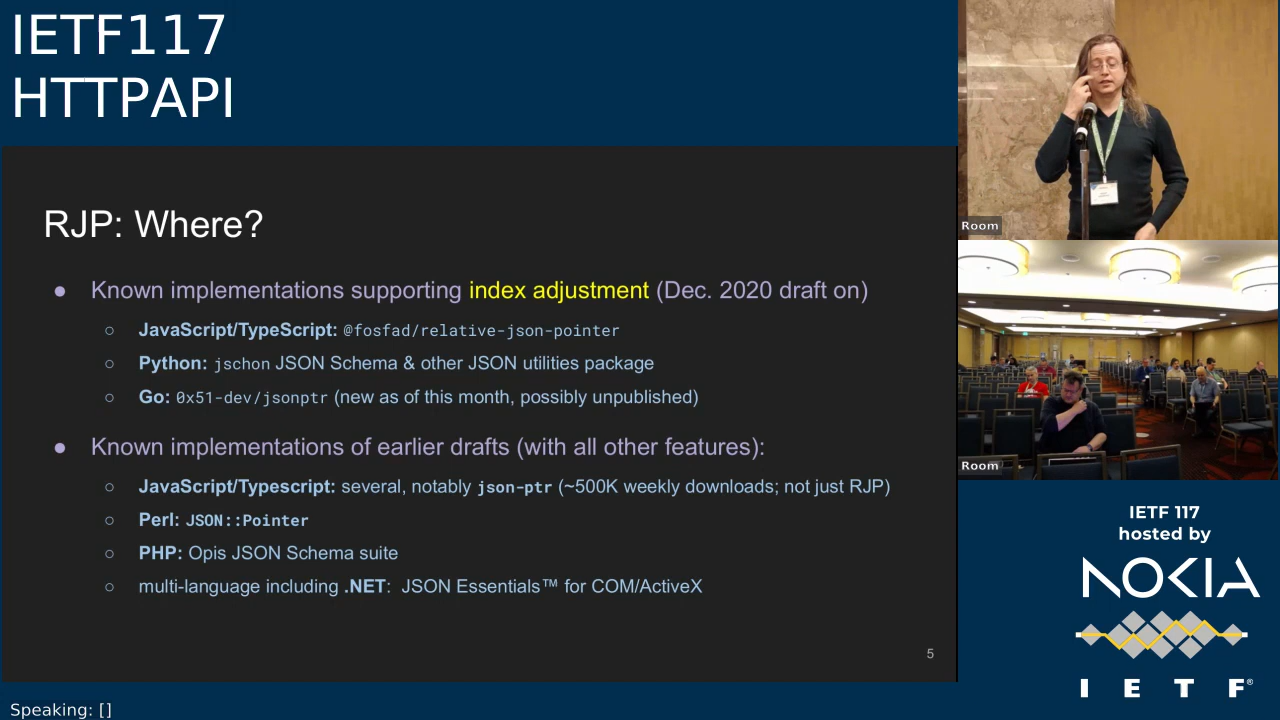 IETF117
HTTPAPI
RJP: Where?
● Known implementations supporting index adjustment (Dec. 2020 draft on)
○ JavaScript/TypeScript: @fosfad/relative-json-pointer
○ Python: jschon JSON Schema & other JSON utilities package
○ Go: 0x51-dev/jsonptr (new as of this month, possibly unpublished)
● Known implementations of earlier drafts (with all other features):
○ JavaScript/Typescript: several, notably json-ptr (~500K weekly downloads; not just RJP)
○ Perl: JSON::Pointer
○ PHP: Opis JSON Schema suite
○ multi-language including .NET: JSON Essentials™ for COM/ActiveX
5
Speaking: []
Room
Room
IETF 117
hosted by
NOKIA
I E T F®